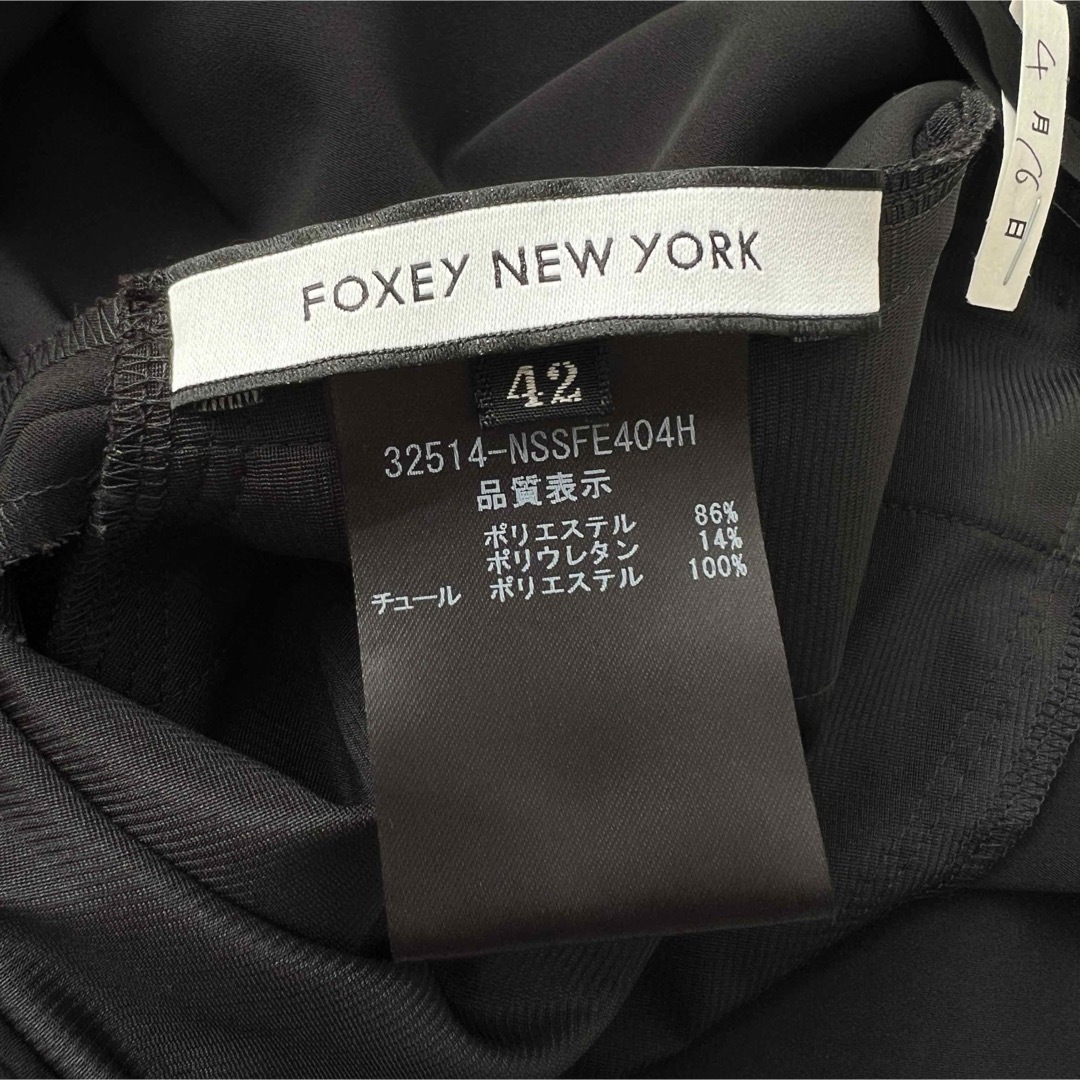 FOXEY NEW YORK
42
32514-NSSFE404H
品質表示
ポリエステル 86%
ポリウレタン 14%
チュール ポリエステル 100%
4月16日